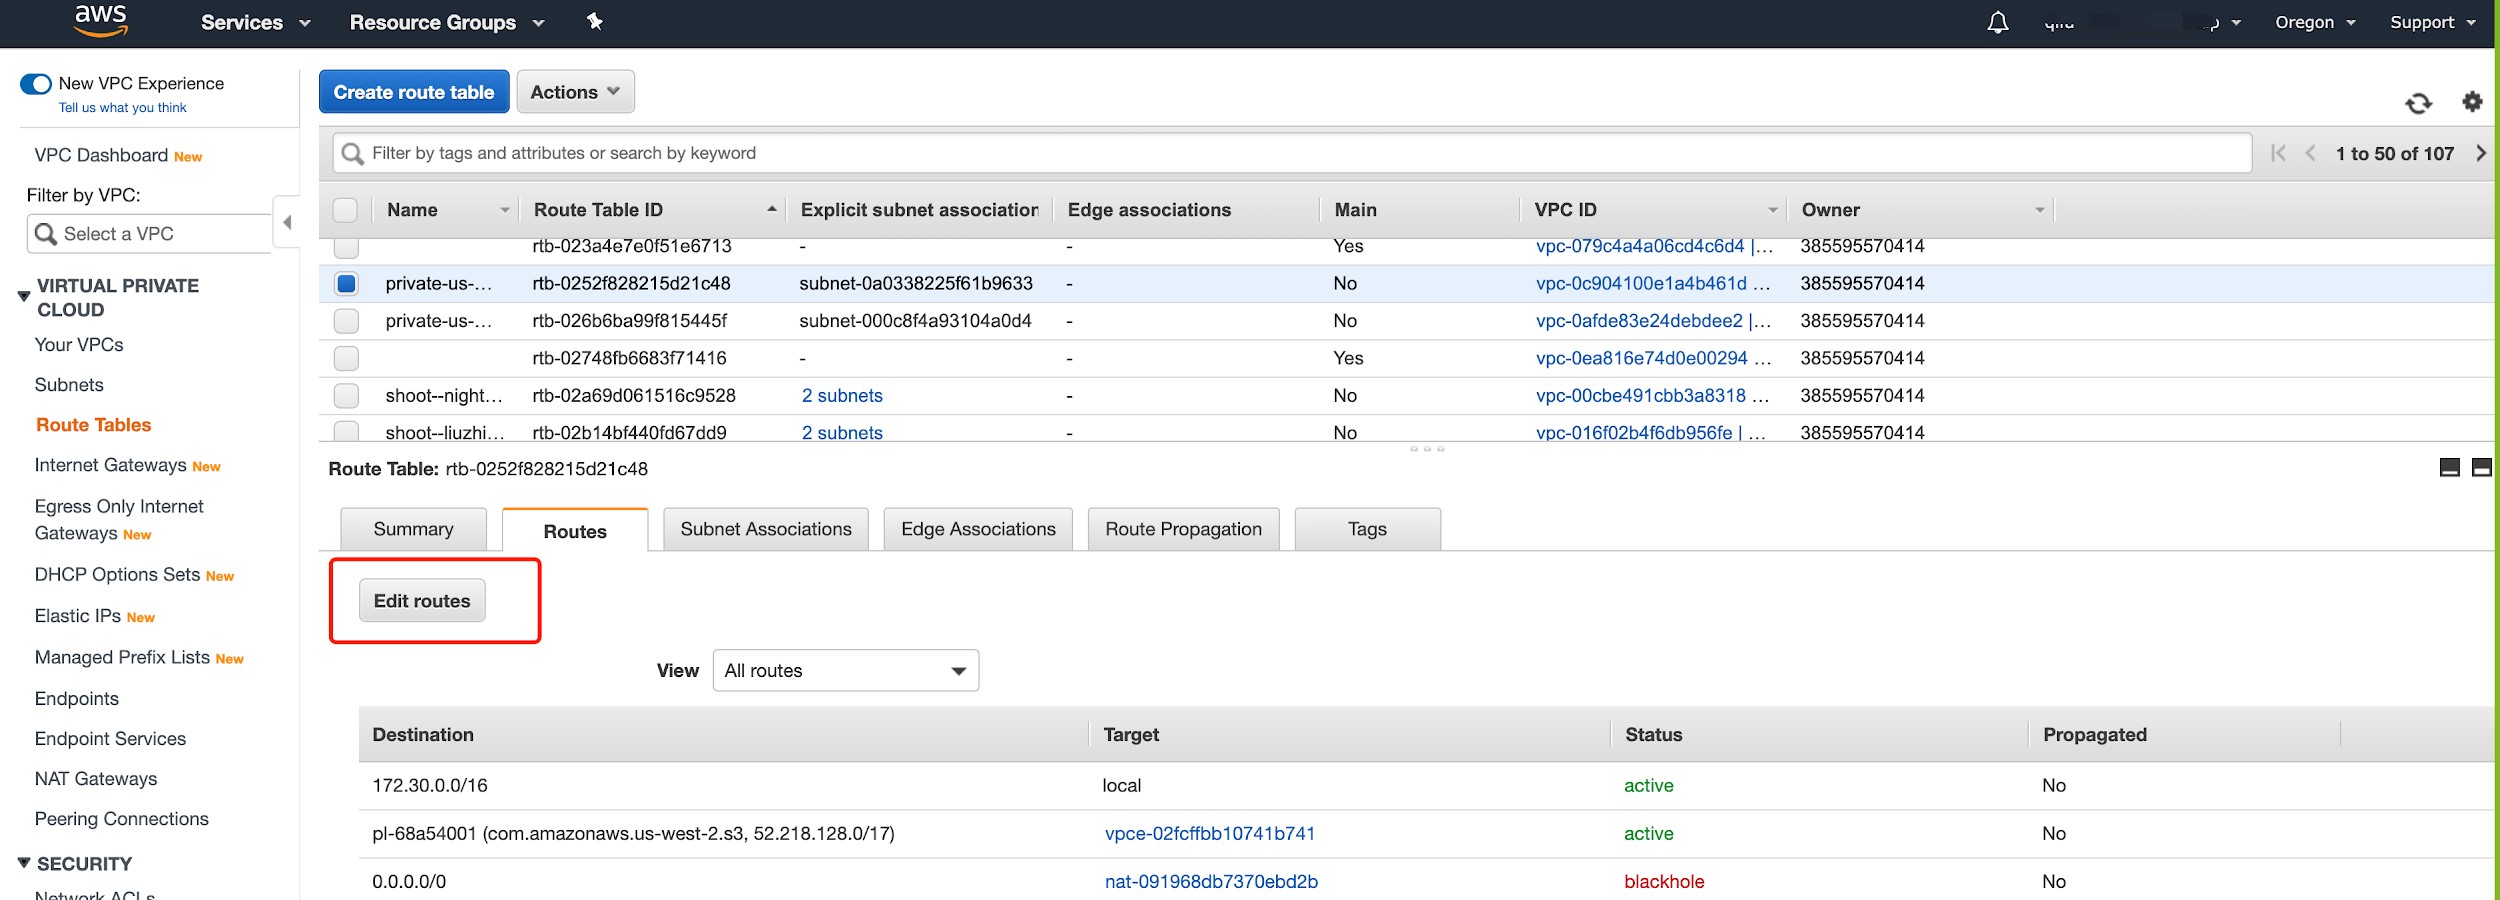 aws
Services
Resource Groups
Oregon
Support
New VPC Experience
Tell us what you think
VPC Dashboard New
Filter by VPC:
Select a VPC
VIRTUAL PRIVATE
CLOUD
Your VPCs
Subnets
Route Tables
Internet Gateways New
Egress Only Internet
Gateways New
DHCP Options Sets New
Elastic IPs New
Managed Prefix Lists New
Endpoints
Endpoint Services
NAT Gateways
Peering Connections
SECURITY
Network ACLs
Create route table
Actions
Filter by tags and attributes or search by keyword
1 to 50 of 107
Name Route Table ID Explicit subnet association Edge associations Main VPC ID Owner
rtb-023a4e7e0f51e6713 - - Yes vpc-079c4a4a06cd4c6d4 |... 385595570414
private-us-... rtb-0252f828215d21c48 subnet-0a0338225f61b9633 - No vpc-0c904100e1a4b461d ... 385595570414
private-us-... rtb-026b6ba99f815445f subnet-000c8f4a93104a0d4 - No vpc-0afde83e24debdee2 |... 385595570414
rtb-02748fb6683f71416 - - Yes vpc-0ea816e74d0e00294 ... 385595570414
shoot--night... rtb-02a69d061516c9528 2 subnets - No vpc-00cbe491cbb3a8318 ... 385595570414
shoot--liuzhi... rtb-02b14bf440fd67dd9 2 subnets - No vpc-016f02b4f6db956fe | ... 385595570414
Route Table: rtb-0252f828215d21c48
Summary Routes Subnet Associations Edge Associations Route Propagation Tags
Edit routes
View All routes
Destination Target Status Propagated
172.30.0.0/16 local active No
pl-68a54001 (com.amazonaws.us-west-2.s3, 52.218.128.0/17) vpce-02fcffbb10741b741 active No
0.0.0.0/0 nat-091968db7370ebd2b blackhole No